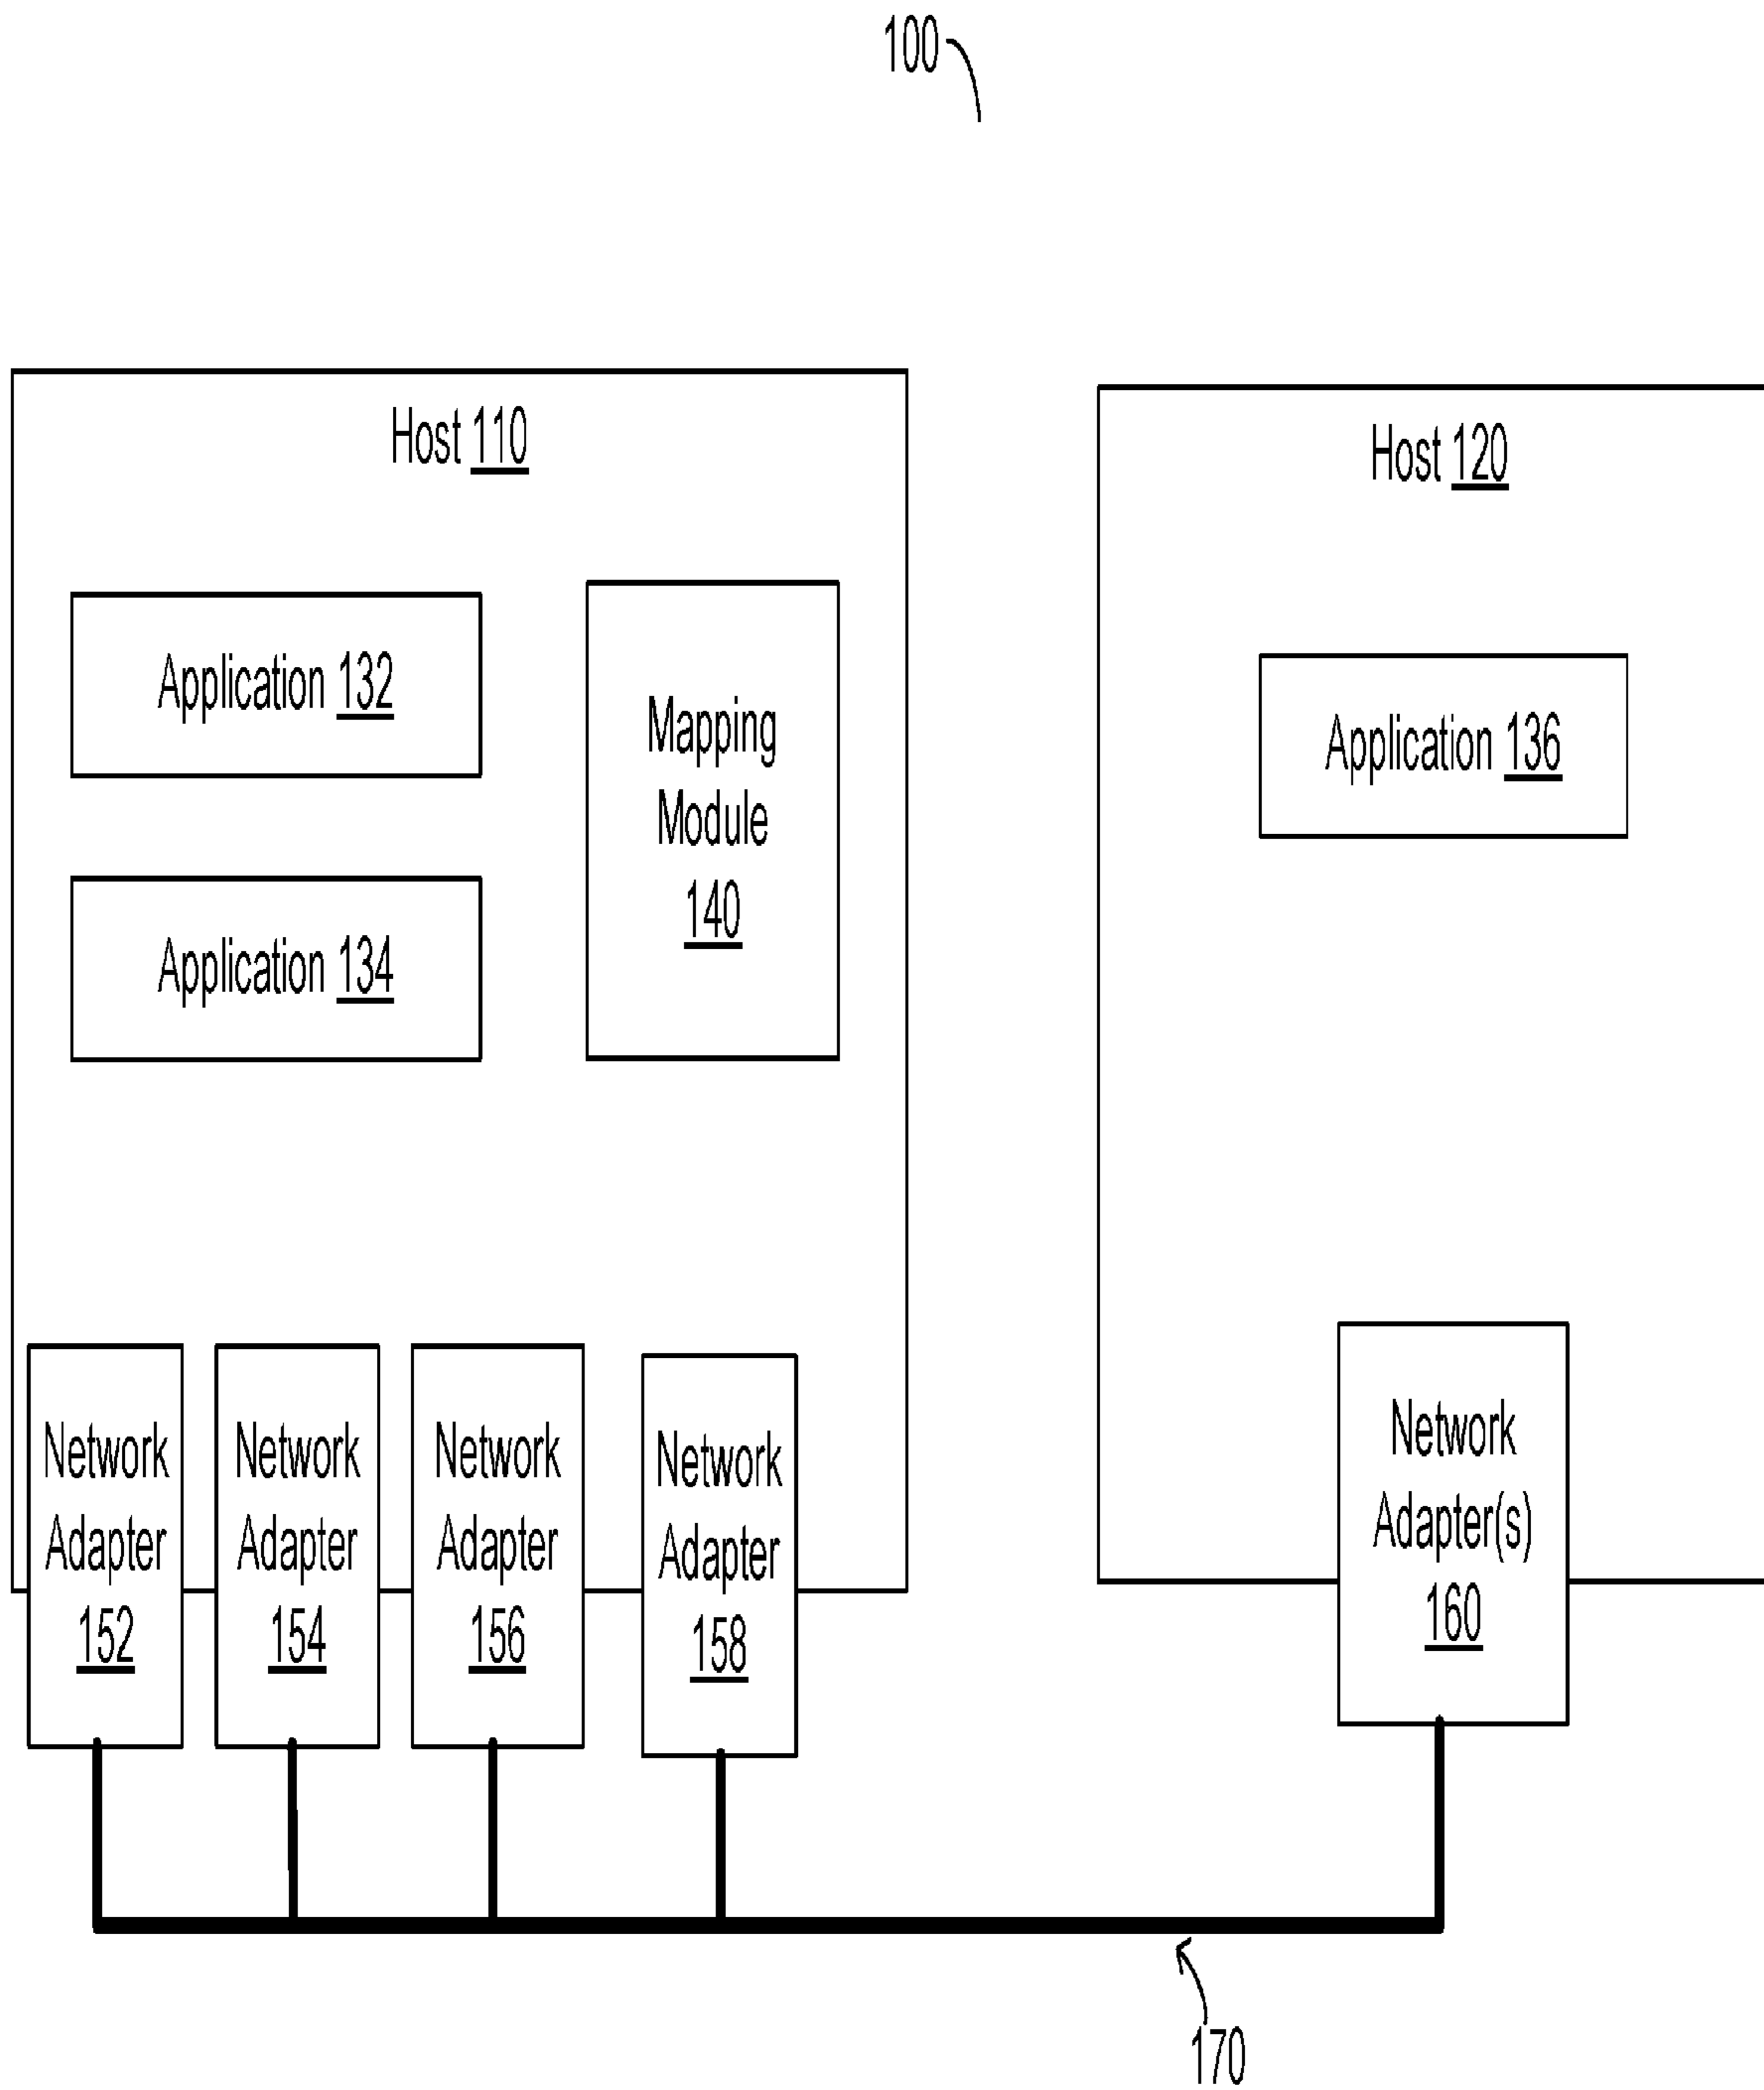 100
Host 110
Application 132
Application 134
Mapping
Module
140
Network
Adapter
152
Network
Adapter
154
Network
Adapter
156
Network
Adapter
158
Host 120
Application 136
Network
Adapter(s)
160
170